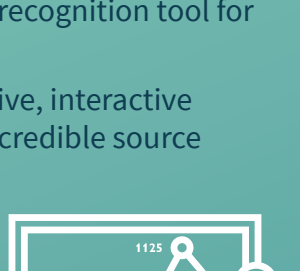 recognition tool for
ive, interactive
credible source
1125